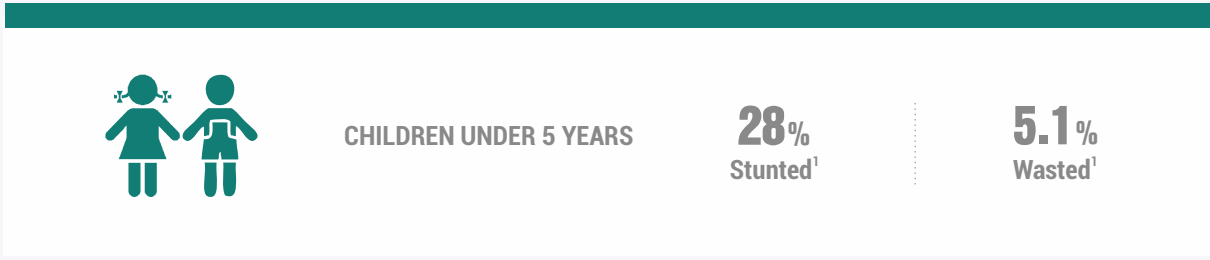 CHILDREN UNDER 5 YEARS
28%
Stunted¹
5.1%
Wasted¹